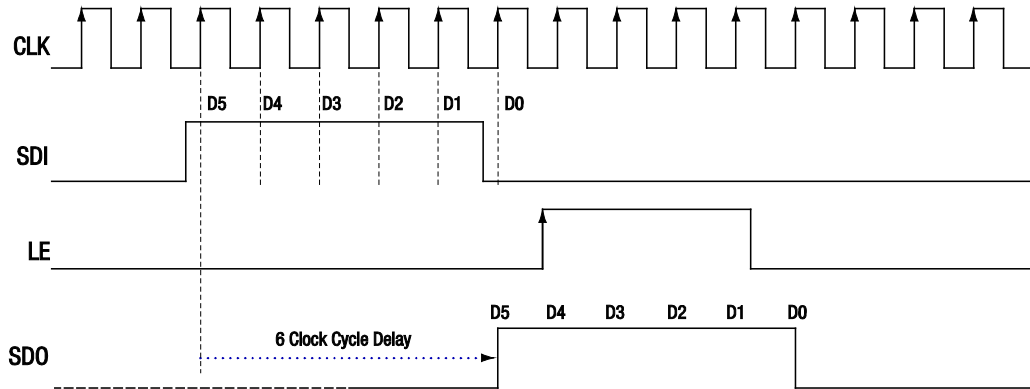 CLK
D5 D4 D3 D2 D1 D0
SDI
LE
D5 D4 D3 D2 D1 D0
6 Clock Cycle Delay
SDO